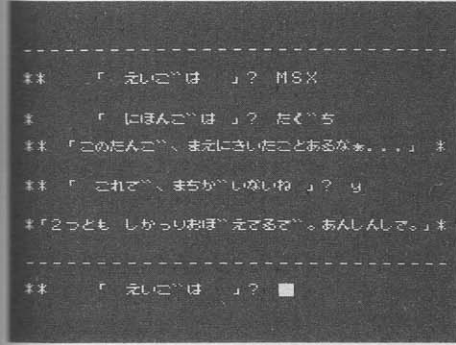 ------------------------------------
**　「 えいご゛は 」? MSX
*　「 にほんご゛は 」? たく゛ち
** 「このたんご゛、まえにきいたことあるなぁ...」 *
** 「 これで゛、まちか゛いないね 」? y
*「2つとも しかっりおほ゛えてるで゛。あんしんして。」*
------------------------------------
**　「 えいご゛は 」?